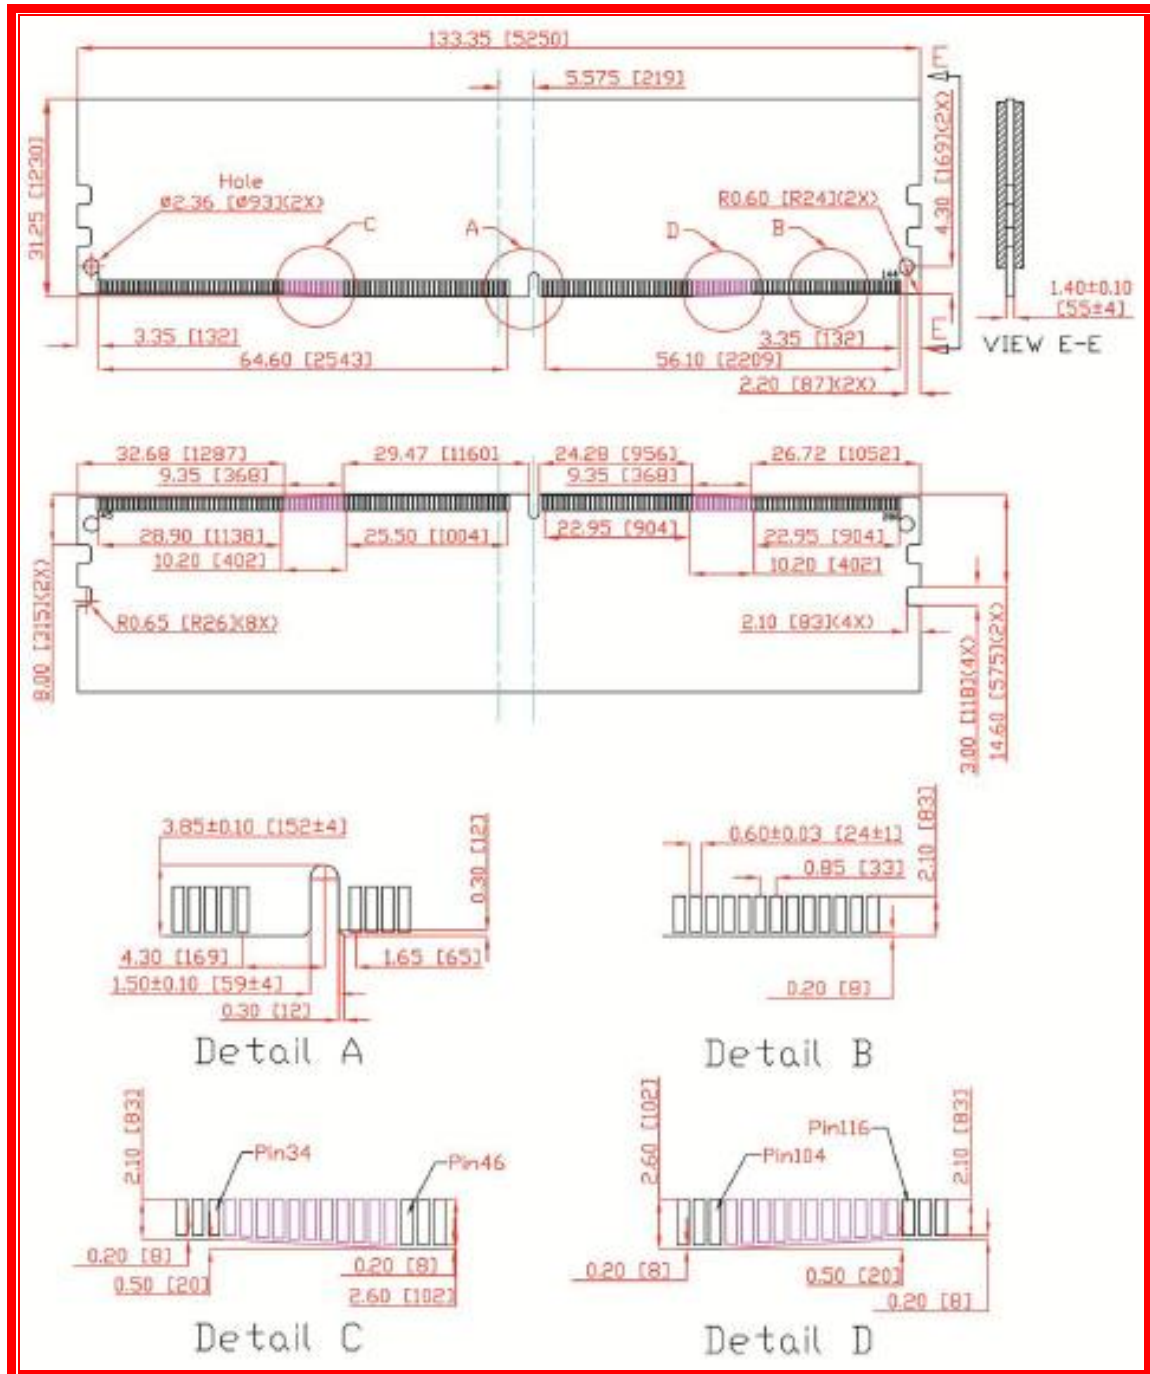 133.35 [5250]
5.575 [219]
E
31.25 [1230]
4.30 [169](2X)
Hole
Ø2.36 [Ø93](2X)
R0.60 [R24](2X)
C
A
D
B
144
1.40±0.10
[55±4]
3.35 [132]
3.35 [132]
E
VIEW E-E
64.60 [2543]
56.10 [2209]
2.20 [87](2X)
32.68 [1287]
29.47 [1160]
24.28 [956]
26.72 [1052]
9.35 [368]
9.35 [368]
28.90 [1138]
25.50 [1004]
22.95 [904]
22.95 [904]
10.20 [402]
10.20 [402]
8.00 [315](2X)
R0.65 [R26](8X)
2.10 [83](4X)
3.00 [118](4X)
14.60 [575](2X)
3.85±0.10 [152±4]
0.30 [12]
4.30 [169]
1.65 [65]
1.50±0.10 [59±4]
0.30 [12]
Detail A
0.60±0.03 [24±1]
0.85 [33]
2.10 [83]
0.20 [8]
Detail B
2.10 [83]
Pin34
Pin46
0.20 [8]
0.20 [8]
0.50 [20]
2.60 [102]
Detail C
2.60 [102]
Pin116
Pin104
2.10 [83]
0.20 [8]
0.50 [20]
0.20 [8]
Detail D